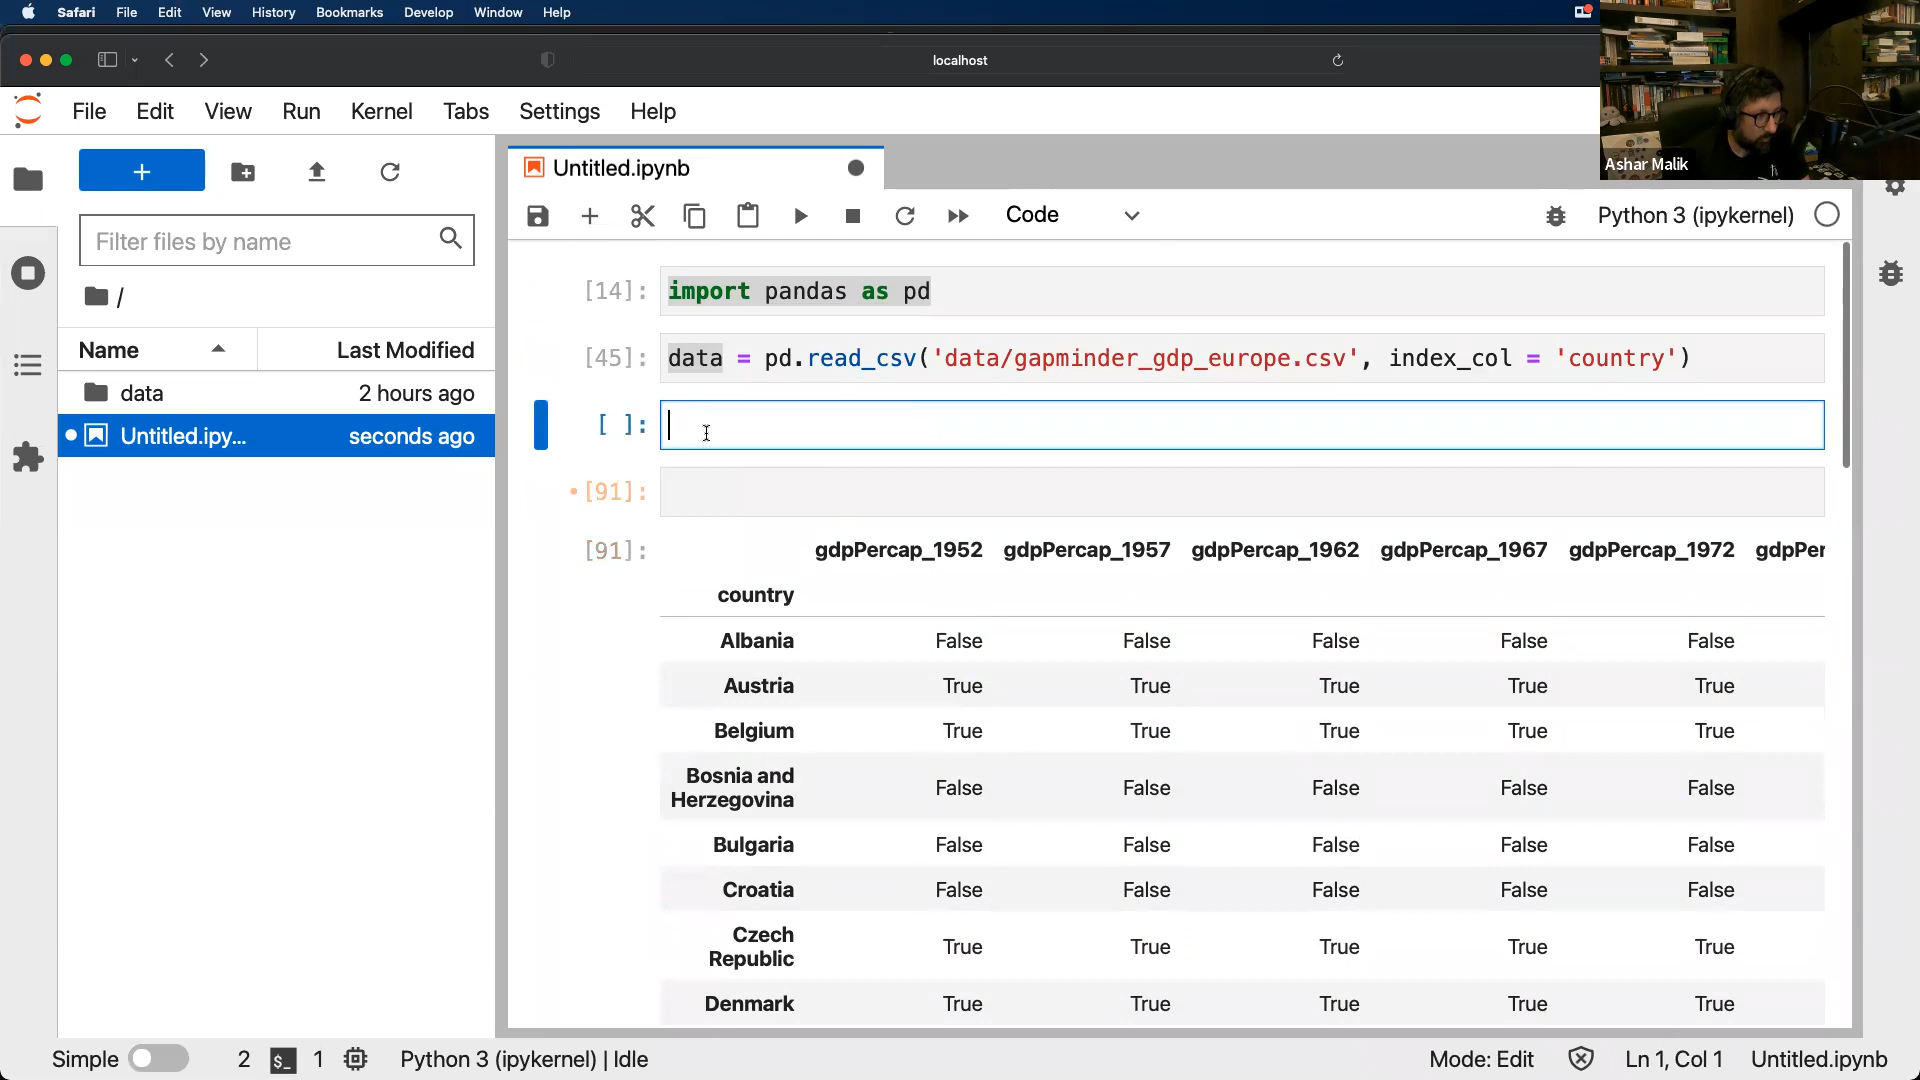 Safari File Edit View History Bookmarks Develop Window Help
localhost
File Edit View Run Kernel Tabs Settings Help
Ashar Malik
+
Filter files by name
/
Name Last Modified
data 2 hours ago
Untitled.ipy... seconds ago
Untitled.ipynb
Code
Python 3 (ipykernel)
[14]: import pandas as pd
[45]: data = pd.read_csv('data/gapminder_gdp_europe.csv', index_col = 'country')
[ ]:
[91]:
[91]: gdpPercap_1952 gdpPercap_1957 gdpPercap_1962 gdpPercap_1967 gdpPercap_1972 gdpPer
country
Albania False False False False False
Austria True True True True True
Belgium True True True True True
Bosnia and
Herzegovina False False False False False
Bulgaria False False False False False
Croatia False False False False False
Czech
Republic True True True True True
Denmark True True True True True
Simple 2 $_ 1 Python 3 (ipykernel) | Idle Mode: Edit Ln 1, Col 1 Untitled.ipynb